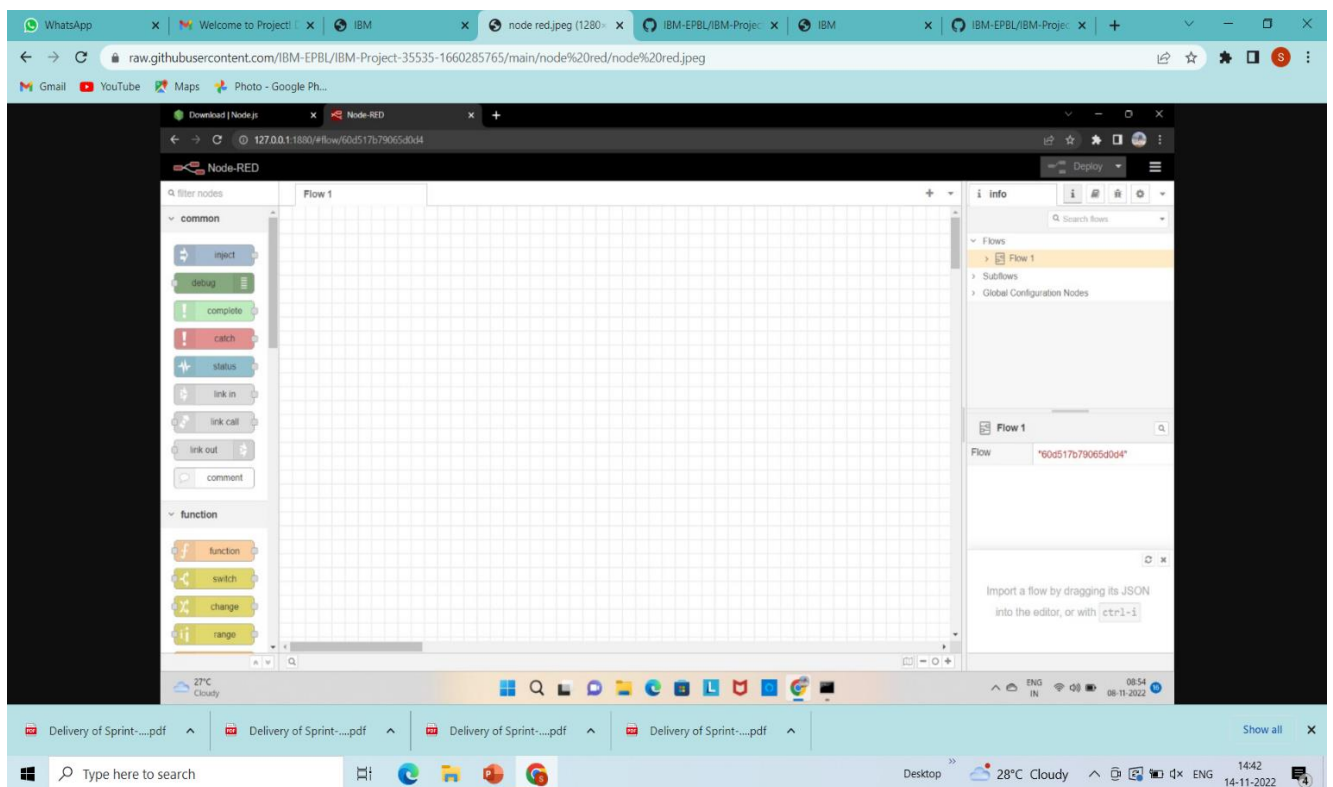 WhatsApp
Welcome to Project!
IBM
node red.jpeg (1280×
IBM-EPBL/IBM-Projec
IBM
IBM-EPBL/IBM-Projec
raw.githubusercontent.com/IBM-EPBL/IBM-Project-35535-1660285765/main/node%20red/node%20red.jpeg
S
Gmail YouTube Maps Photo - Google Ph...
Download | Node.js Node-RED
127.0.0.1:1880/#flow/60d517b79065d0d4
Node-RED
Deploy
filter nodes
Flow 1
i info
i
common
Search flows
inject
Flows
Flow 1
debug
Subflows
Global Configuration Nodes
complete
catch
status
link in
link call
Flow 1
link out
Flow "60d517b79065d0d4"
comment
function
function
switch
Import a flow by dragging its JSON
into the editor, or with ctrl-i
change
range
27°C
Cloudy
ENG
IN
08:54
08-11-2022
Delivery of Sprint-....pdf
Delivery of Sprint-....pdf
Delivery of Sprint-....pdf
Delivery of Sprint-....pdf
Show all
Type here to search
Desktop
28°C Cloudy
ENG
14:42
14-11-2022
4